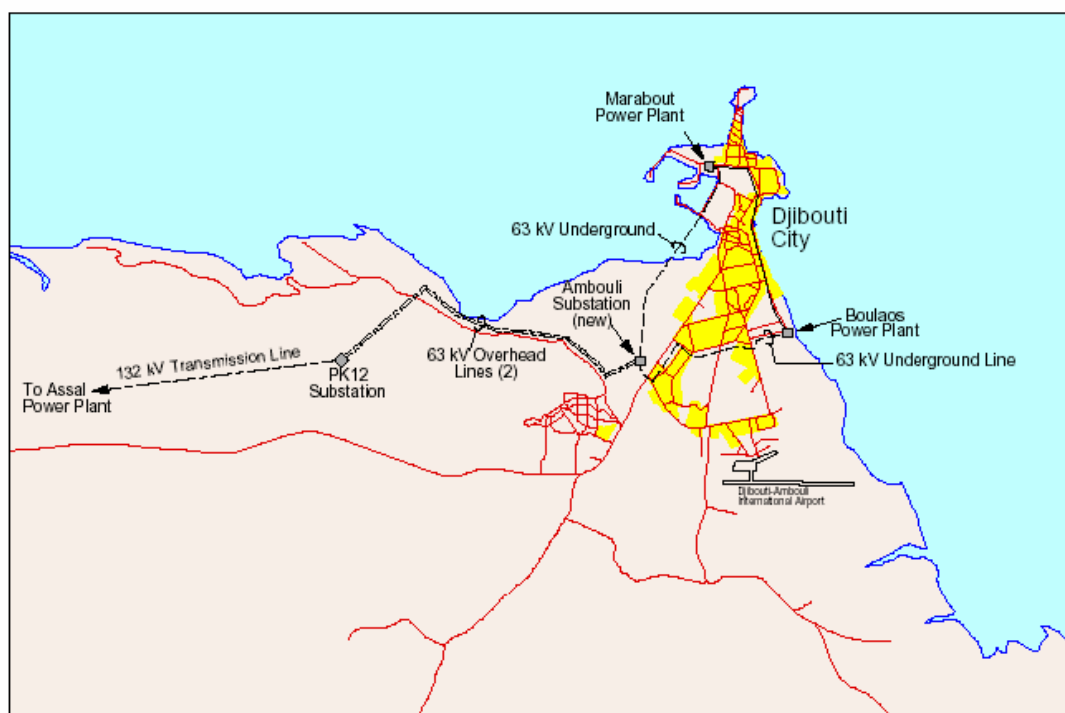 Marabout
Power Plant
63 kV Underground
Djibouti
City
Ambouli
Substation
(new)
Boulaos
Power Plant
63 kV Overhead
Lines (2)
63 kV Underground Line
132 kV Transmission Line
PK12
Substation
To Assal
Power Plant
Djibouti-Ambouli
International Airport